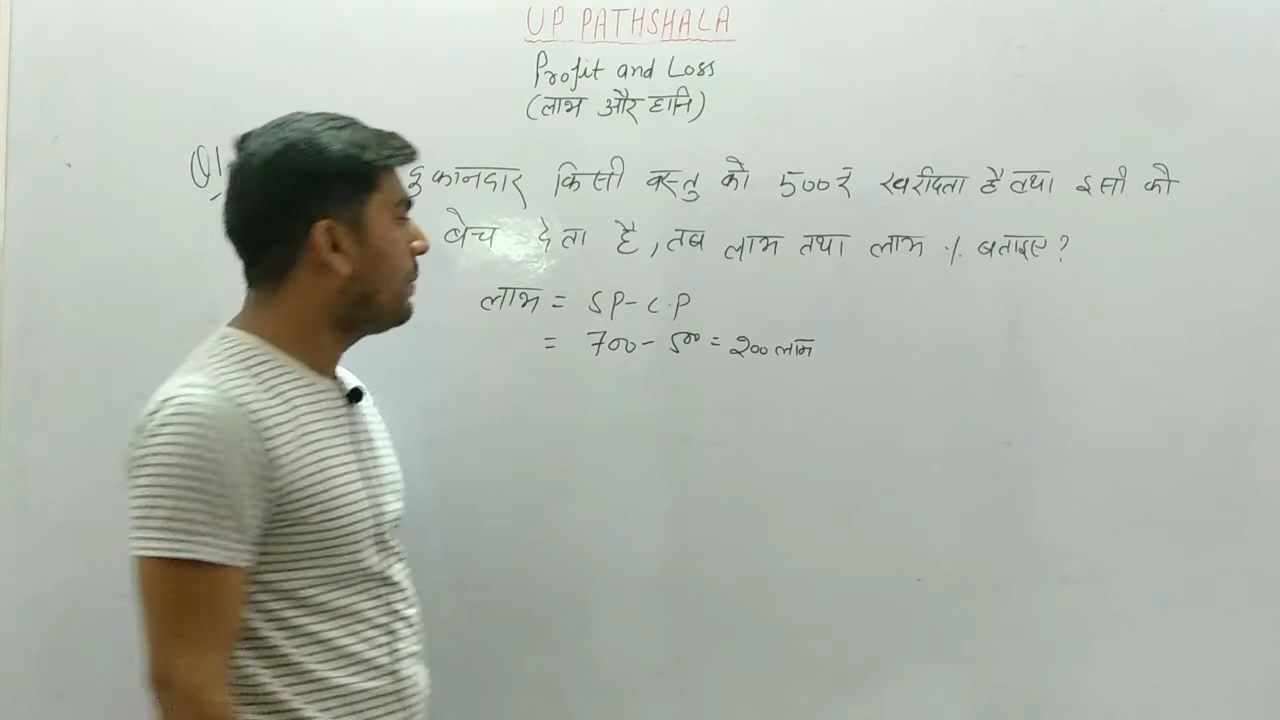 UP PATHSHALA
Profit and Loss
(लाभ और हानि)
Q1 दुकानदार किसी वस्तु को 500रु खरीदता है तथा इसी को
बेच देता है, तब लाभ तथा लाभ % बताइए?
लाभ = SP-C.P
= 700- 500 = 200 लाभ